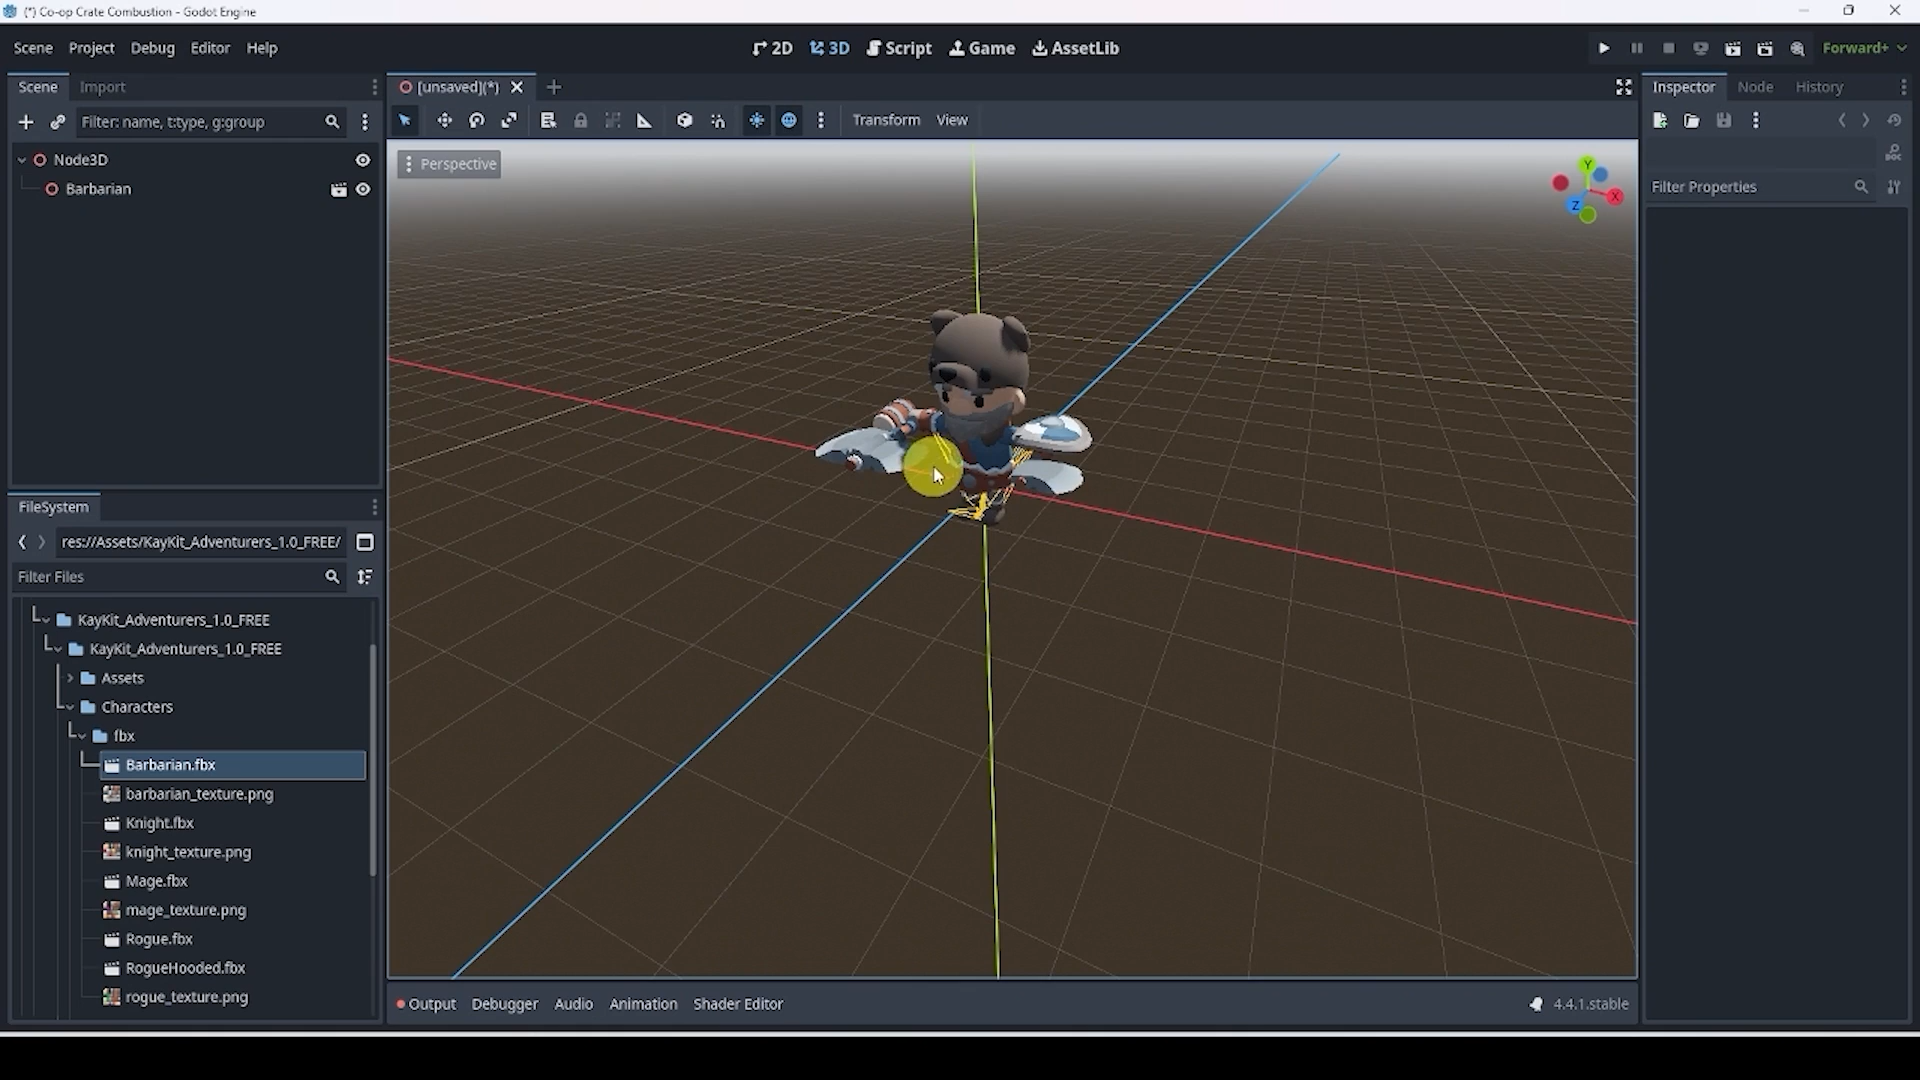 (*) Co-op Crate Combustion - Godot Engine
Scene Project Debug Editor Help
2D 3D Script Game AssetLib
Forward+
Scene Import
[unsaved](*)
Inspector Node History
Filter: name, t:type, g:group
Transform View
Node3D
Barbarian
Perspective
Y
X
Z
DOC
Filter Properties
FileSystem
res://Assets/KayKit_Adventurers_1.0_FREE/
Filter Files
KayKit_Adventurers_1.0_FREE
KayKit_Adventurers_1.0_FREE
Assets
Characters
fbx
Barbarian.fbx
barbarian_texture.png
Knight.fbx
knight_texture.png
Mage.fbx
mage_texture.png
Rogue.fbx
RogueHooded.fbx
rogue_texture.png
Output Debugger Audio Animation Shader Editor
4.4.1.stable